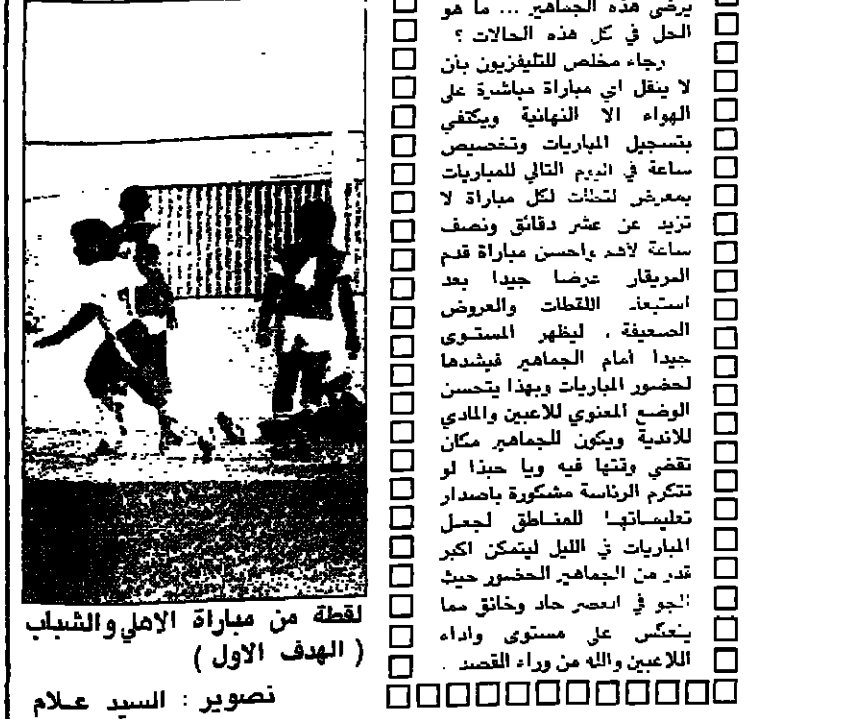 يرضى هذه الجماهير ... ما هو
الحل في كل هذه الحالات ؟
رجاء مخلص للتليفزيون بأن
لا ينقل اي مباراة مباشرة على
الهواء الا النهائية ويكتفي
بتسجيل المباريات وتخصيص
ساعة في اليوم التالي للمباريات
بمعرض لقطات لكل مباراة لا
تزيد عن عشر دقائق ونصف
ساعة لأهم واحسن مباراة قدم
الفريقان عرضا جيدا بعد
استبعاد اللقطات والعروض
الضعيفة . ليظهر المستوى
جيدا امام الجماهير فيشدها
لحضور المباريات وبهذا يتحسن
الوضع المعنوي للاعبين والمادي
للاندية ويكون للجماهير مكان
تقضي وقتها فيه ويا حبذا لو
تتكرم الرئاسة مشكورة باصدار
تعليماتها للمناطق لجعل
المباريات في الليل ليتمكن اكبر
قدر من الجماهير الحضور حيث
الجو في العصر حاد وخانق مما
ينعكس على مستوى واداء
اللاعبين والله من وراء القصد .
لقطة من مباراة الاهلي والشباب
( الهدف الاول )
تصوير : السيد علام